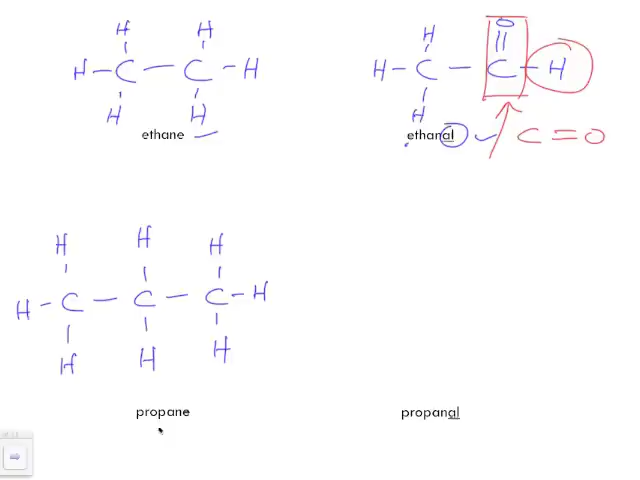 H H
H – C – C – H
H H
ethane
O
H ||
H – C – C – H
H
ethanal
C = O
H H H
H – C – C – C – H
H H H
propane
propanal